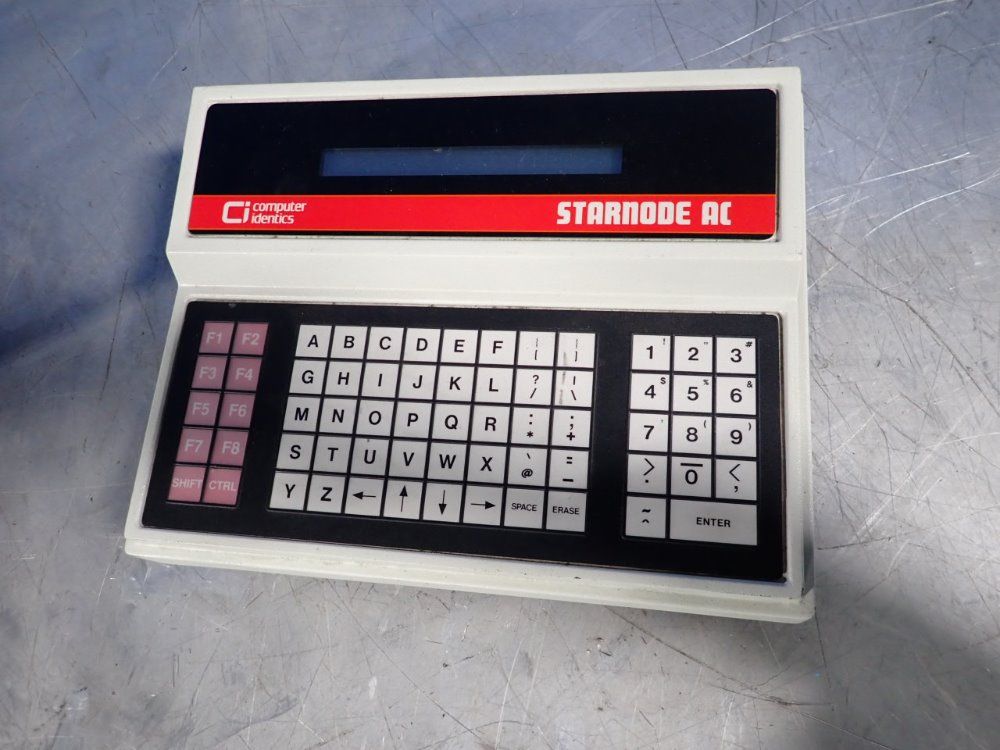 Ci computer
identics
STARNODE AC
F1 F2 A B C D E F { [ } ] 1 ! 2 " 3 #
F3 F4 G H I J K L ? / | \ 4 $ 5 % 6 &
F5 F6 M N O P Q R : * ; + 7 ' 8 ( 9 )
F7 F8 S T U V W X ` @ = _ > . 0 < ,
SHIFT CTRL Y Z ← ↑ ↓ → SPACE ERASE ~ ^ ENTER